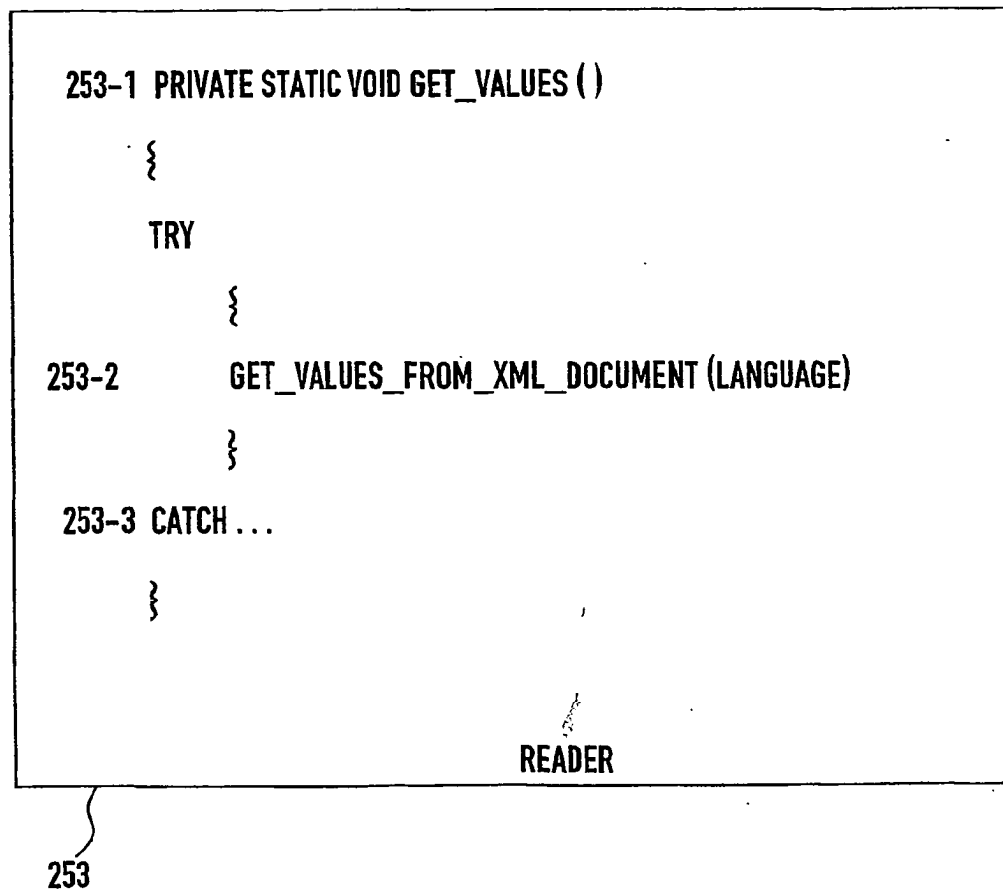 253-1 PRIVATE STATIC VOID GET_VALUES ( )
{
TRY
{
253-2 GET_VALUES_FROM_XML_DOCUMENT (LANGUAGE)
}
253-3 CATCH . . .
}
READER
253